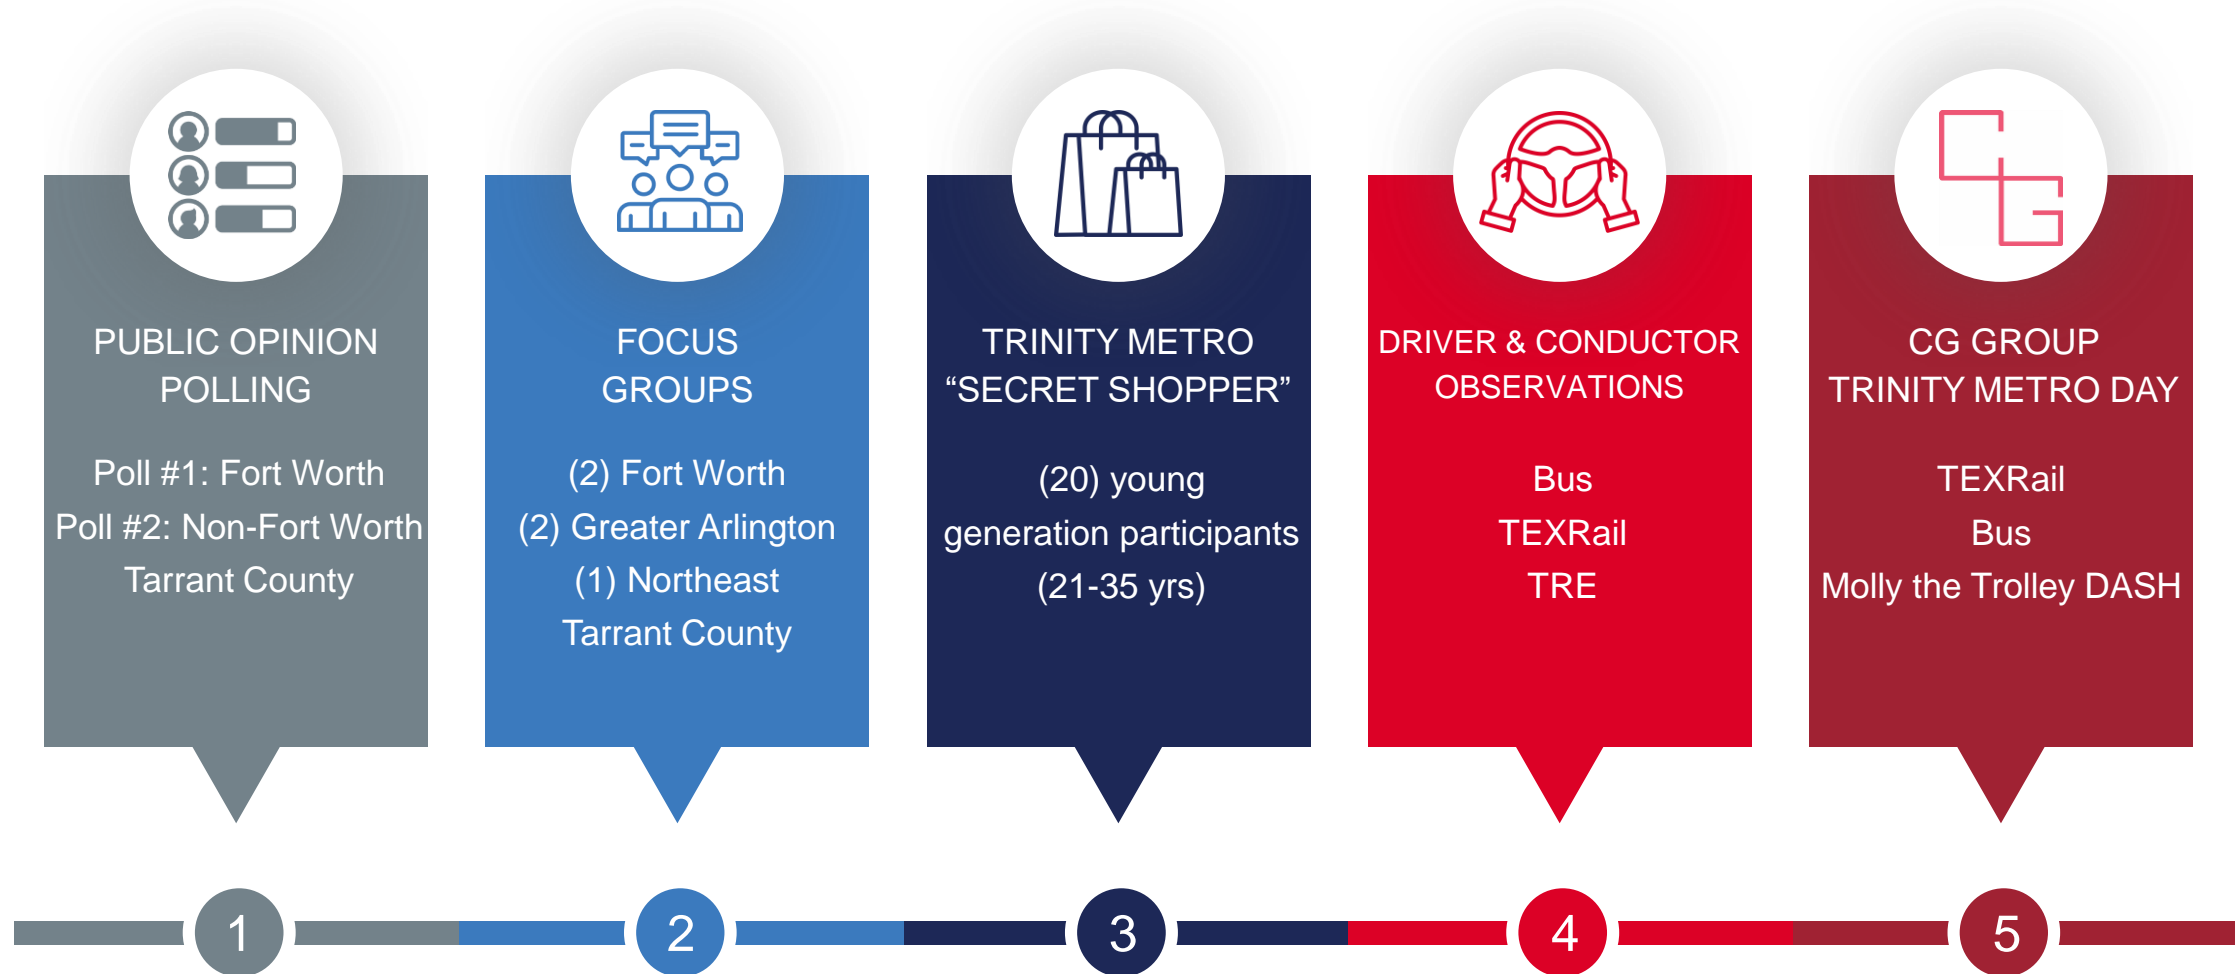 PUBLIC OPINION
POLLING
Poll #1: Fort Worth
Poll #2: Non-Fort Worth
Tarrant County
FOCUS
GROUPS
(2) Fort Worth
(2) Greater Arlington
(1) Northeast
Tarrant County
TRINITY METRO
“SECRET SHOPPER”
(20) young
generation participants
(21-35 yrs)
DRIVER & CONDUCTOR
OBSERVATIONS
Bus
TEXRail
TRE
CG
CG GROUP
TRINITY METRO DAY
TEXRail
Bus
Molly the Trolley DASH
1
2
3
4
5